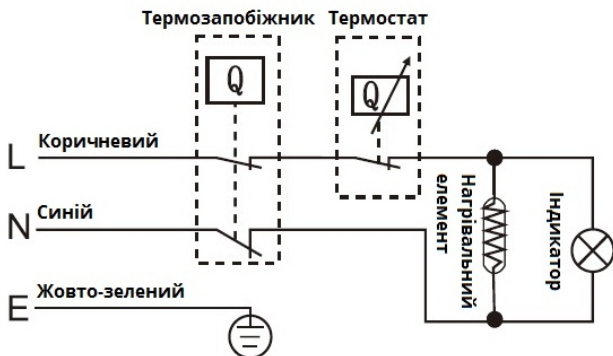 Термозапобіжник
Термостат
Q
Q
L
Коричневий
N
Синій
E
Жовто-зелений
Нагрівальний
елемент
Індикатор